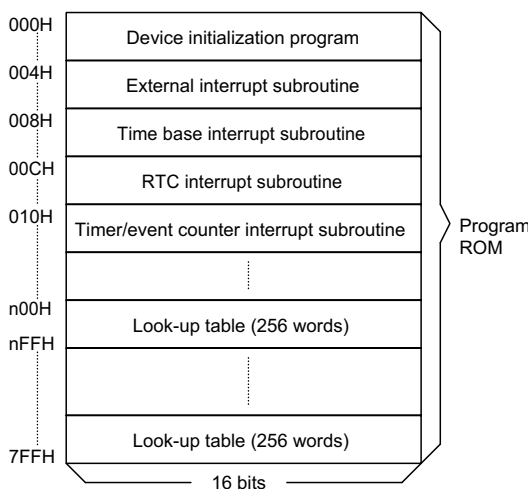 000H
Device initialization program
004H
External interrupt subroutine
008H
Time base interrupt subroutine
00CH
RTC interrupt subroutine
010H
Timer/event counter interrupt subroutine
Program
ROM
n00H
Look-up table (256 words)
nFFH
Look-up table (256 words)
7FFH
16 bits